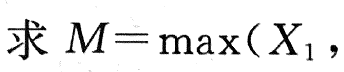 求 M=max(X₁,